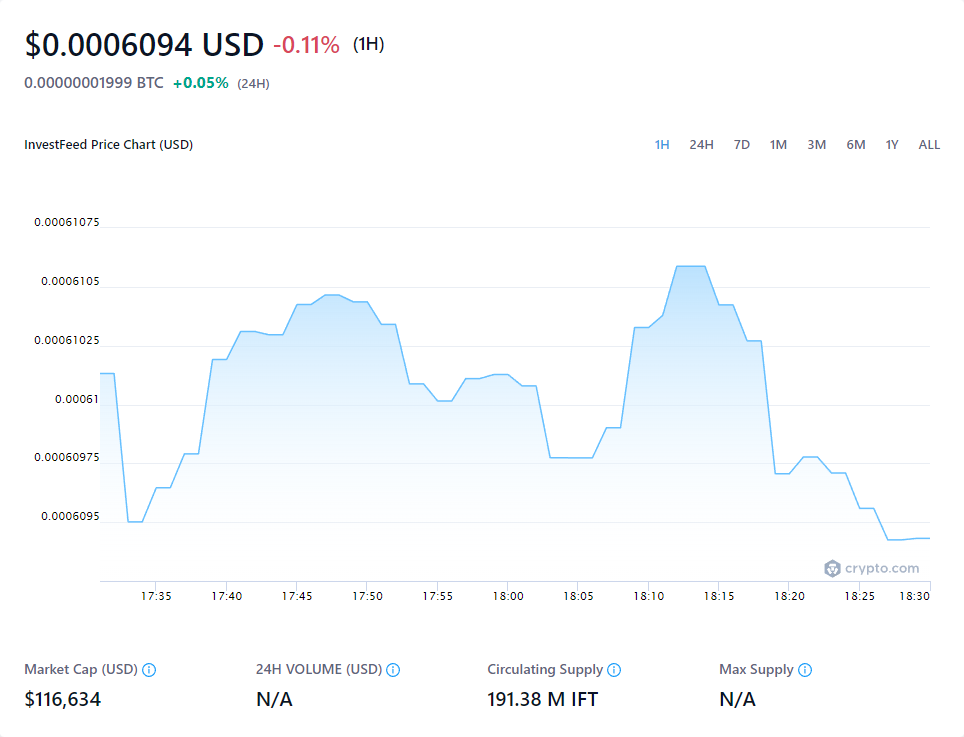 $0.0006094 USD -0.11% (1H)
0.00000001999 BTC +0.05% (24H)
InvestFeed Price Chart (USD) 1H 24H 7D 1M 3M 6M 1Y ALL
0.00061075
0.0006105
0.00061025
0.00061
0.00060975
0.0006095
crypto.com
17:35 17:40 17:45 17:50 17:55 18:00 18:05 18:10 18:15 18:20 18:25 18:30
Market Cap (USD) 24H VOLUME (USD) Circulating Supply Max Supply
$116,634 N/A 191.38 M IFT N/A